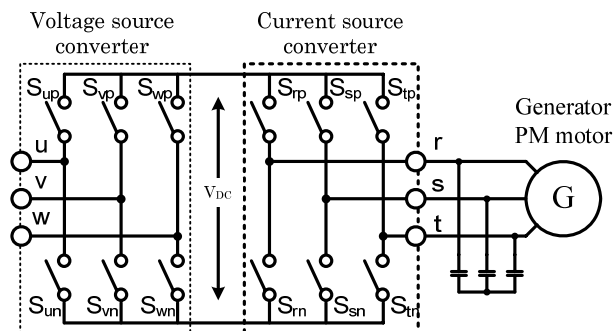 Voltage source
converter
Current source
converter
Sup Svp Swp
Srp Ssp Stp
Generator
PM motor
u
v
w
VDC
r
s
t
G
Sun Svn Swn
Srn Ssn Stn